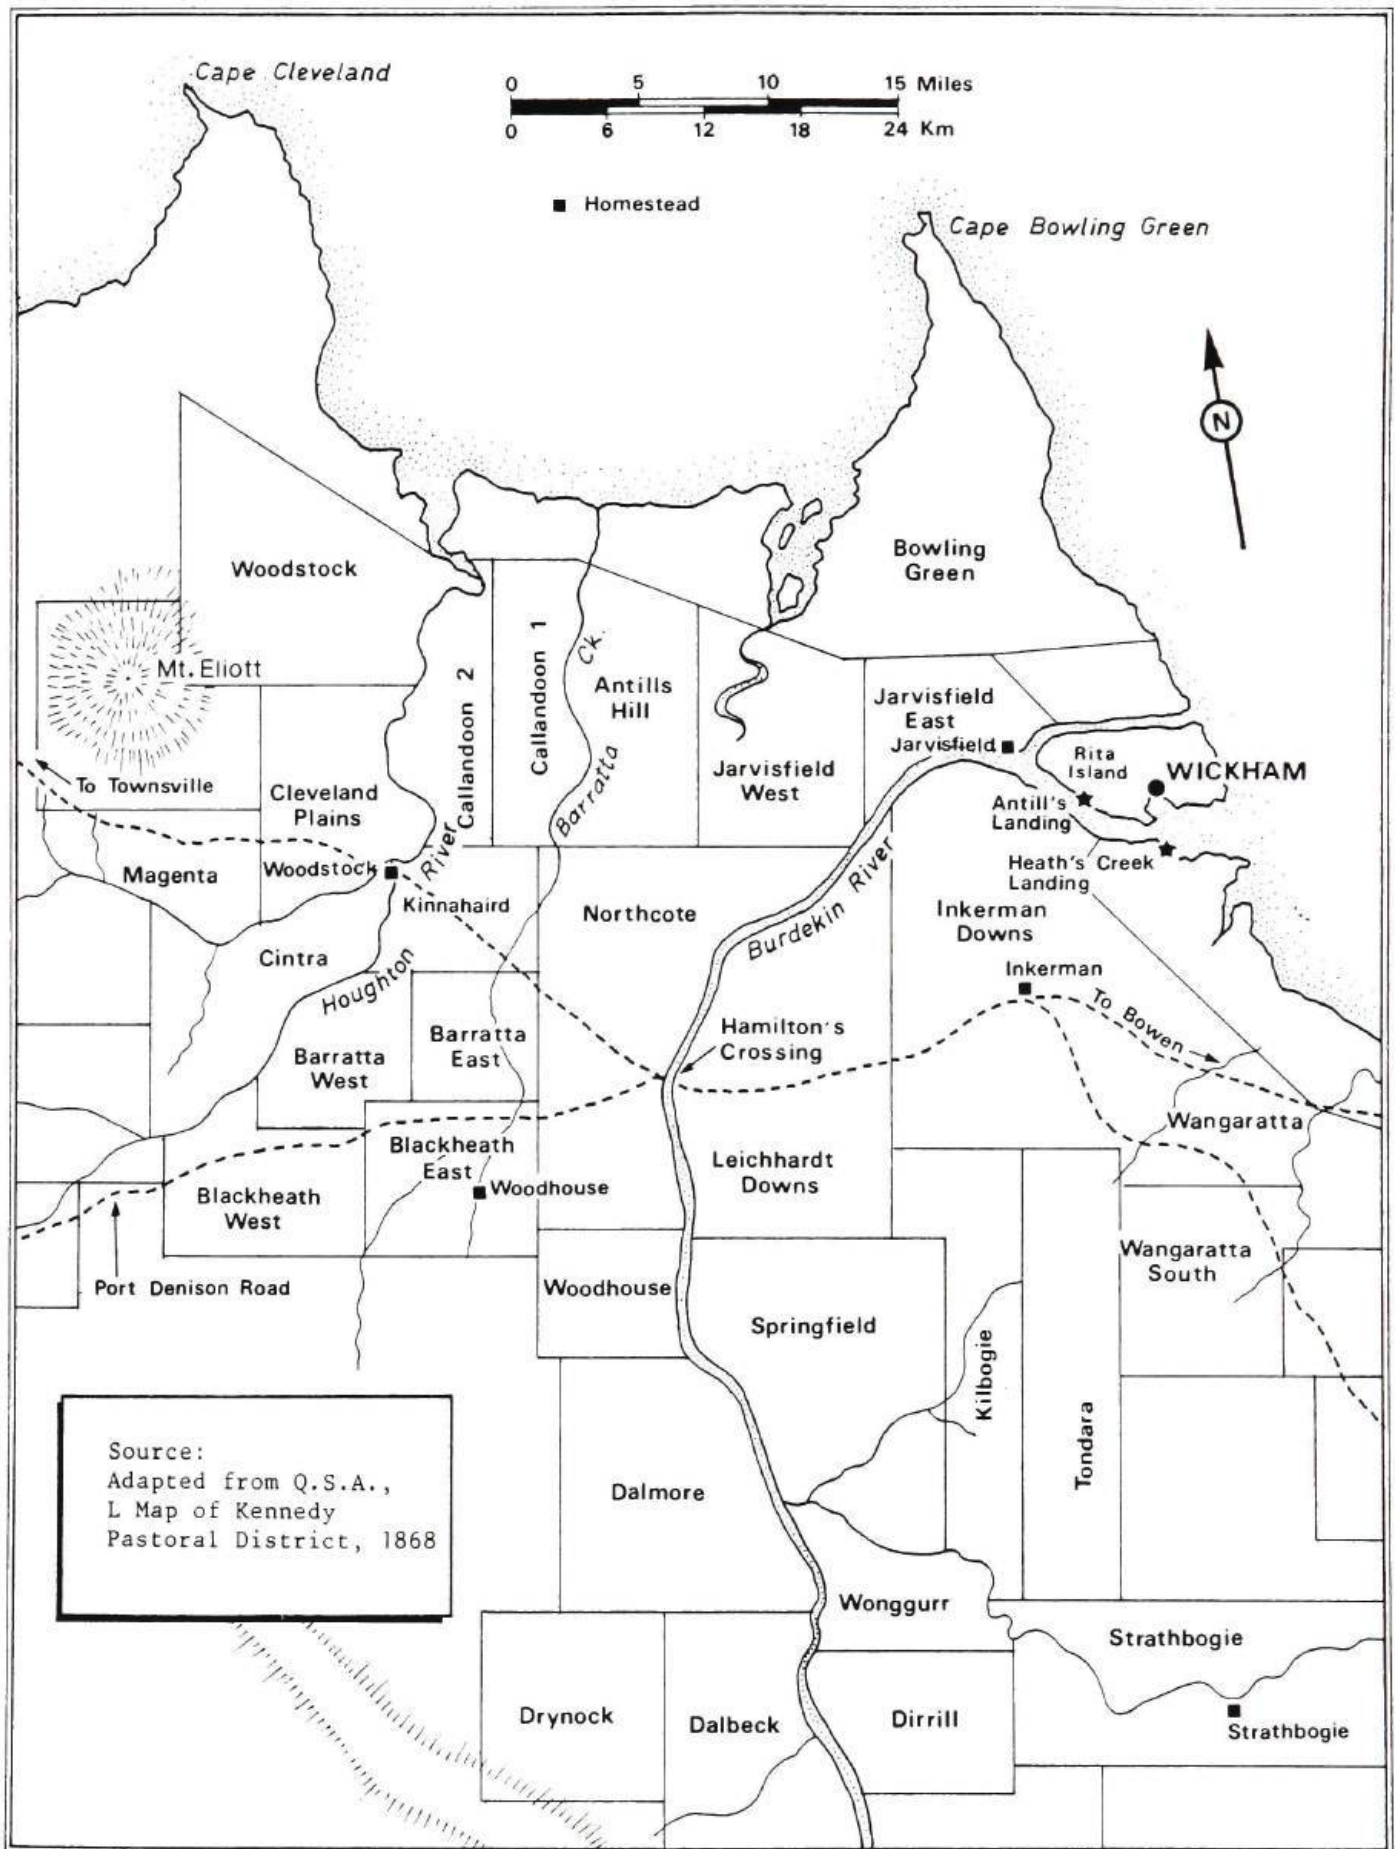 Cape Cleveland
0 5 10 15 Miles
0 6 12 18 24 Km
Homestead
Cape Bowling Green
N
Woodstock
Bowling
Green
Mt. Eliott
Callandoon 2
Callandoon 1
Barratta Ck.
Antills
Hill
Jarvisfield
East
Jarvisfield
Jarvisfield
West
Rita
Island
WICKHAM
Antill's
Landing
Heath's Creek
Landing
To Townsville
Cleveland
Plains
Magenta
Woodstock
Houghton River
Kinnahaird
Northcote
Burdekin River
Inkerman
Downs
Inkerman
To Bowen
Cintra
Barratta
East
Barratta
West
Hamilton's
Crossing
Wangaratta
Blackheath
East
Woodhouse
Leichhardt
Downs
Blackheath
West
Wangaratta
South
Port Denison Road
Woodhouse
Springfield
Kilbogie
Tondara
Source:
Adapted from Q.S.A.,
L Map of Kennedy
Pastoral District, 1868
Dalmore
Wonggurr
Strathbogie
Drynock
Dalbeck
Dirrill
Strathbogie